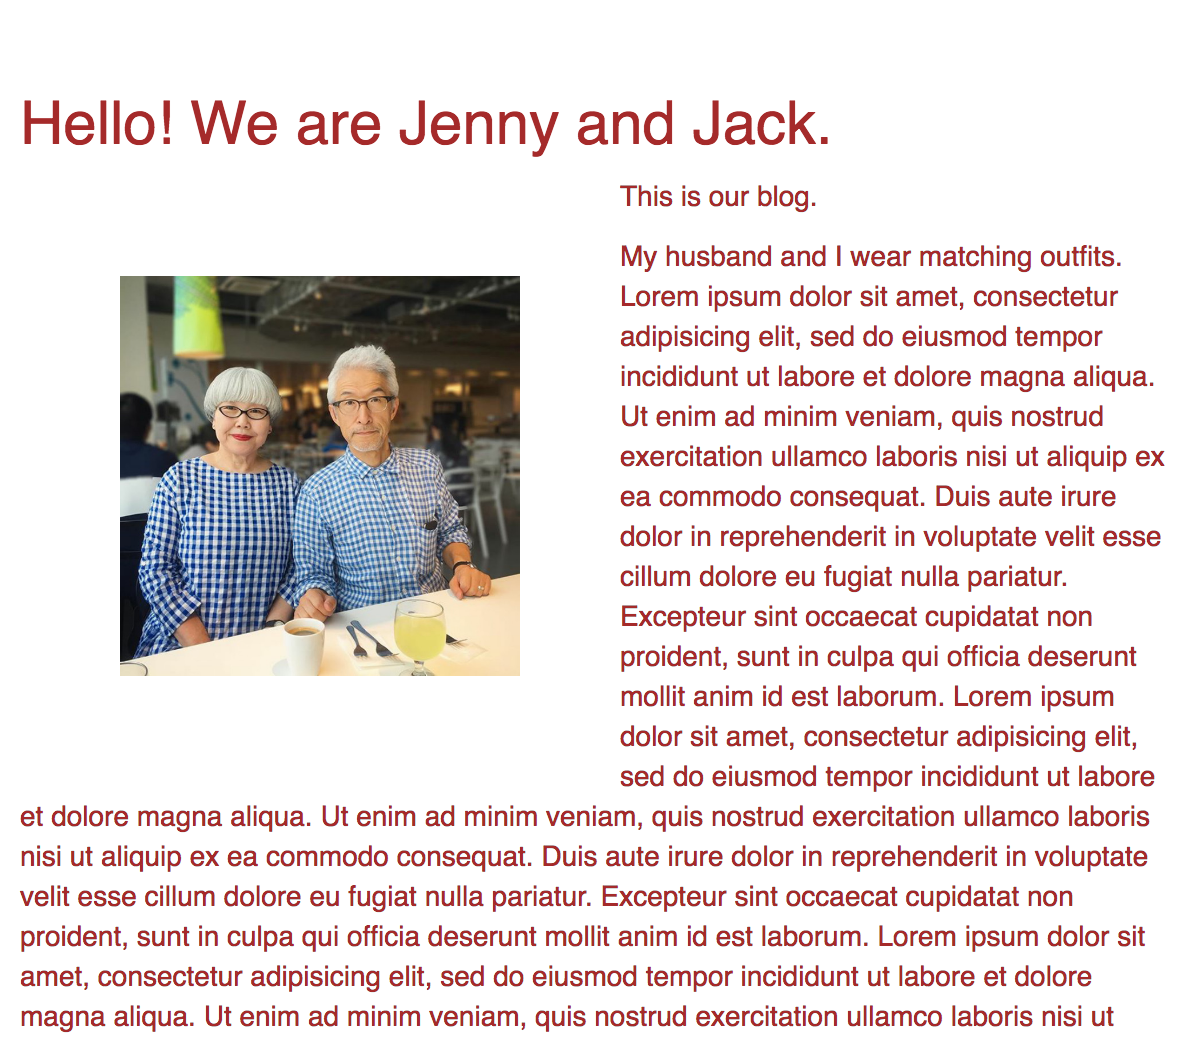 Hello! We are Jenny and Jack.
This is our blog.
My husband and I wear matching outfits.
Lorem ipsum dolor sit amet, consectetur
adipisicing elit, sed do eiusmod tempor
incididunt ut labore et dolore magna aliqua.
Ut enim ad minim veniam, quis nostrud
exercitation ullamco laboris nisi ut aliquip ex
ea commodo consequat. Duis aute irure
dolor in reprehenderit in voluptate velit esse
cillum dolore eu fugiat nulla pariatur.
Excepteur sint occaecat cupidatat non
proident, sunt in culpa qui officia deserunt
mollit anim id est laborum. Lorem ipsum
dolor sit amet, consectetur adipisicing elit,
sed do eiusmod tempor incididunt ut labore
et dolore magna aliqua. Ut enim ad minim veniam, quis nostrud exercitation ullamco laboris
nisi ut aliquip ex ea commodo consequat. Duis aute irure dolor in reprehenderit in voluptate
velit esse cillum dolore eu fugiat nulla pariatur. Excepteur sint occaecat cupidatat non
proident, sunt in culpa qui officia deserunt mollit anim id est laborum. Lorem ipsum dolor sit
amet, consectetur adipisicing elit, sed do eiusmod tempor incididunt ut labore et dolore
magna aliqua. Ut enim ad minim veniam, quis nostrud exercitation ullamco laboris nisi ut